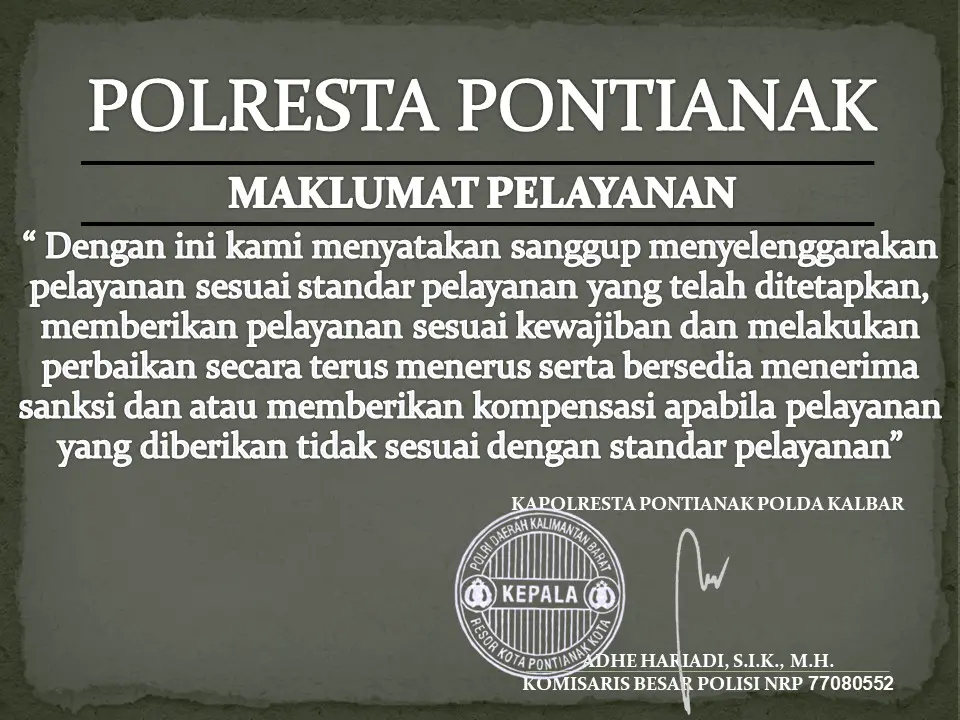 POLRESTA PONTIANAK
MAKLUMAT PELAYANAN
“ Dengan ini kami menyatakan sanggup menyelenggarakan
pelayanan sesuai standar pelayanan yang telah ditetapkan,
memberikan pelayanan sesuai kewajiban dan melakukan
perbaikan secara terus menerus serta bersedia menerima
sanksi dan atau memberikan kompensasi apabila pelayanan
yang diberikan tidak sesuai dengan standar pelayanan”
KAPOLRESTA PONTIANAK POLDA KALBAR
POLRI DAERAH KALIMANTAN BARAT
KEPALA
RESOR KOTA PONTIANAK KOTA
ADHE HARIADI, S.I.K., M.H.
KOMISARIS BESAR POLISI NRP 77080552